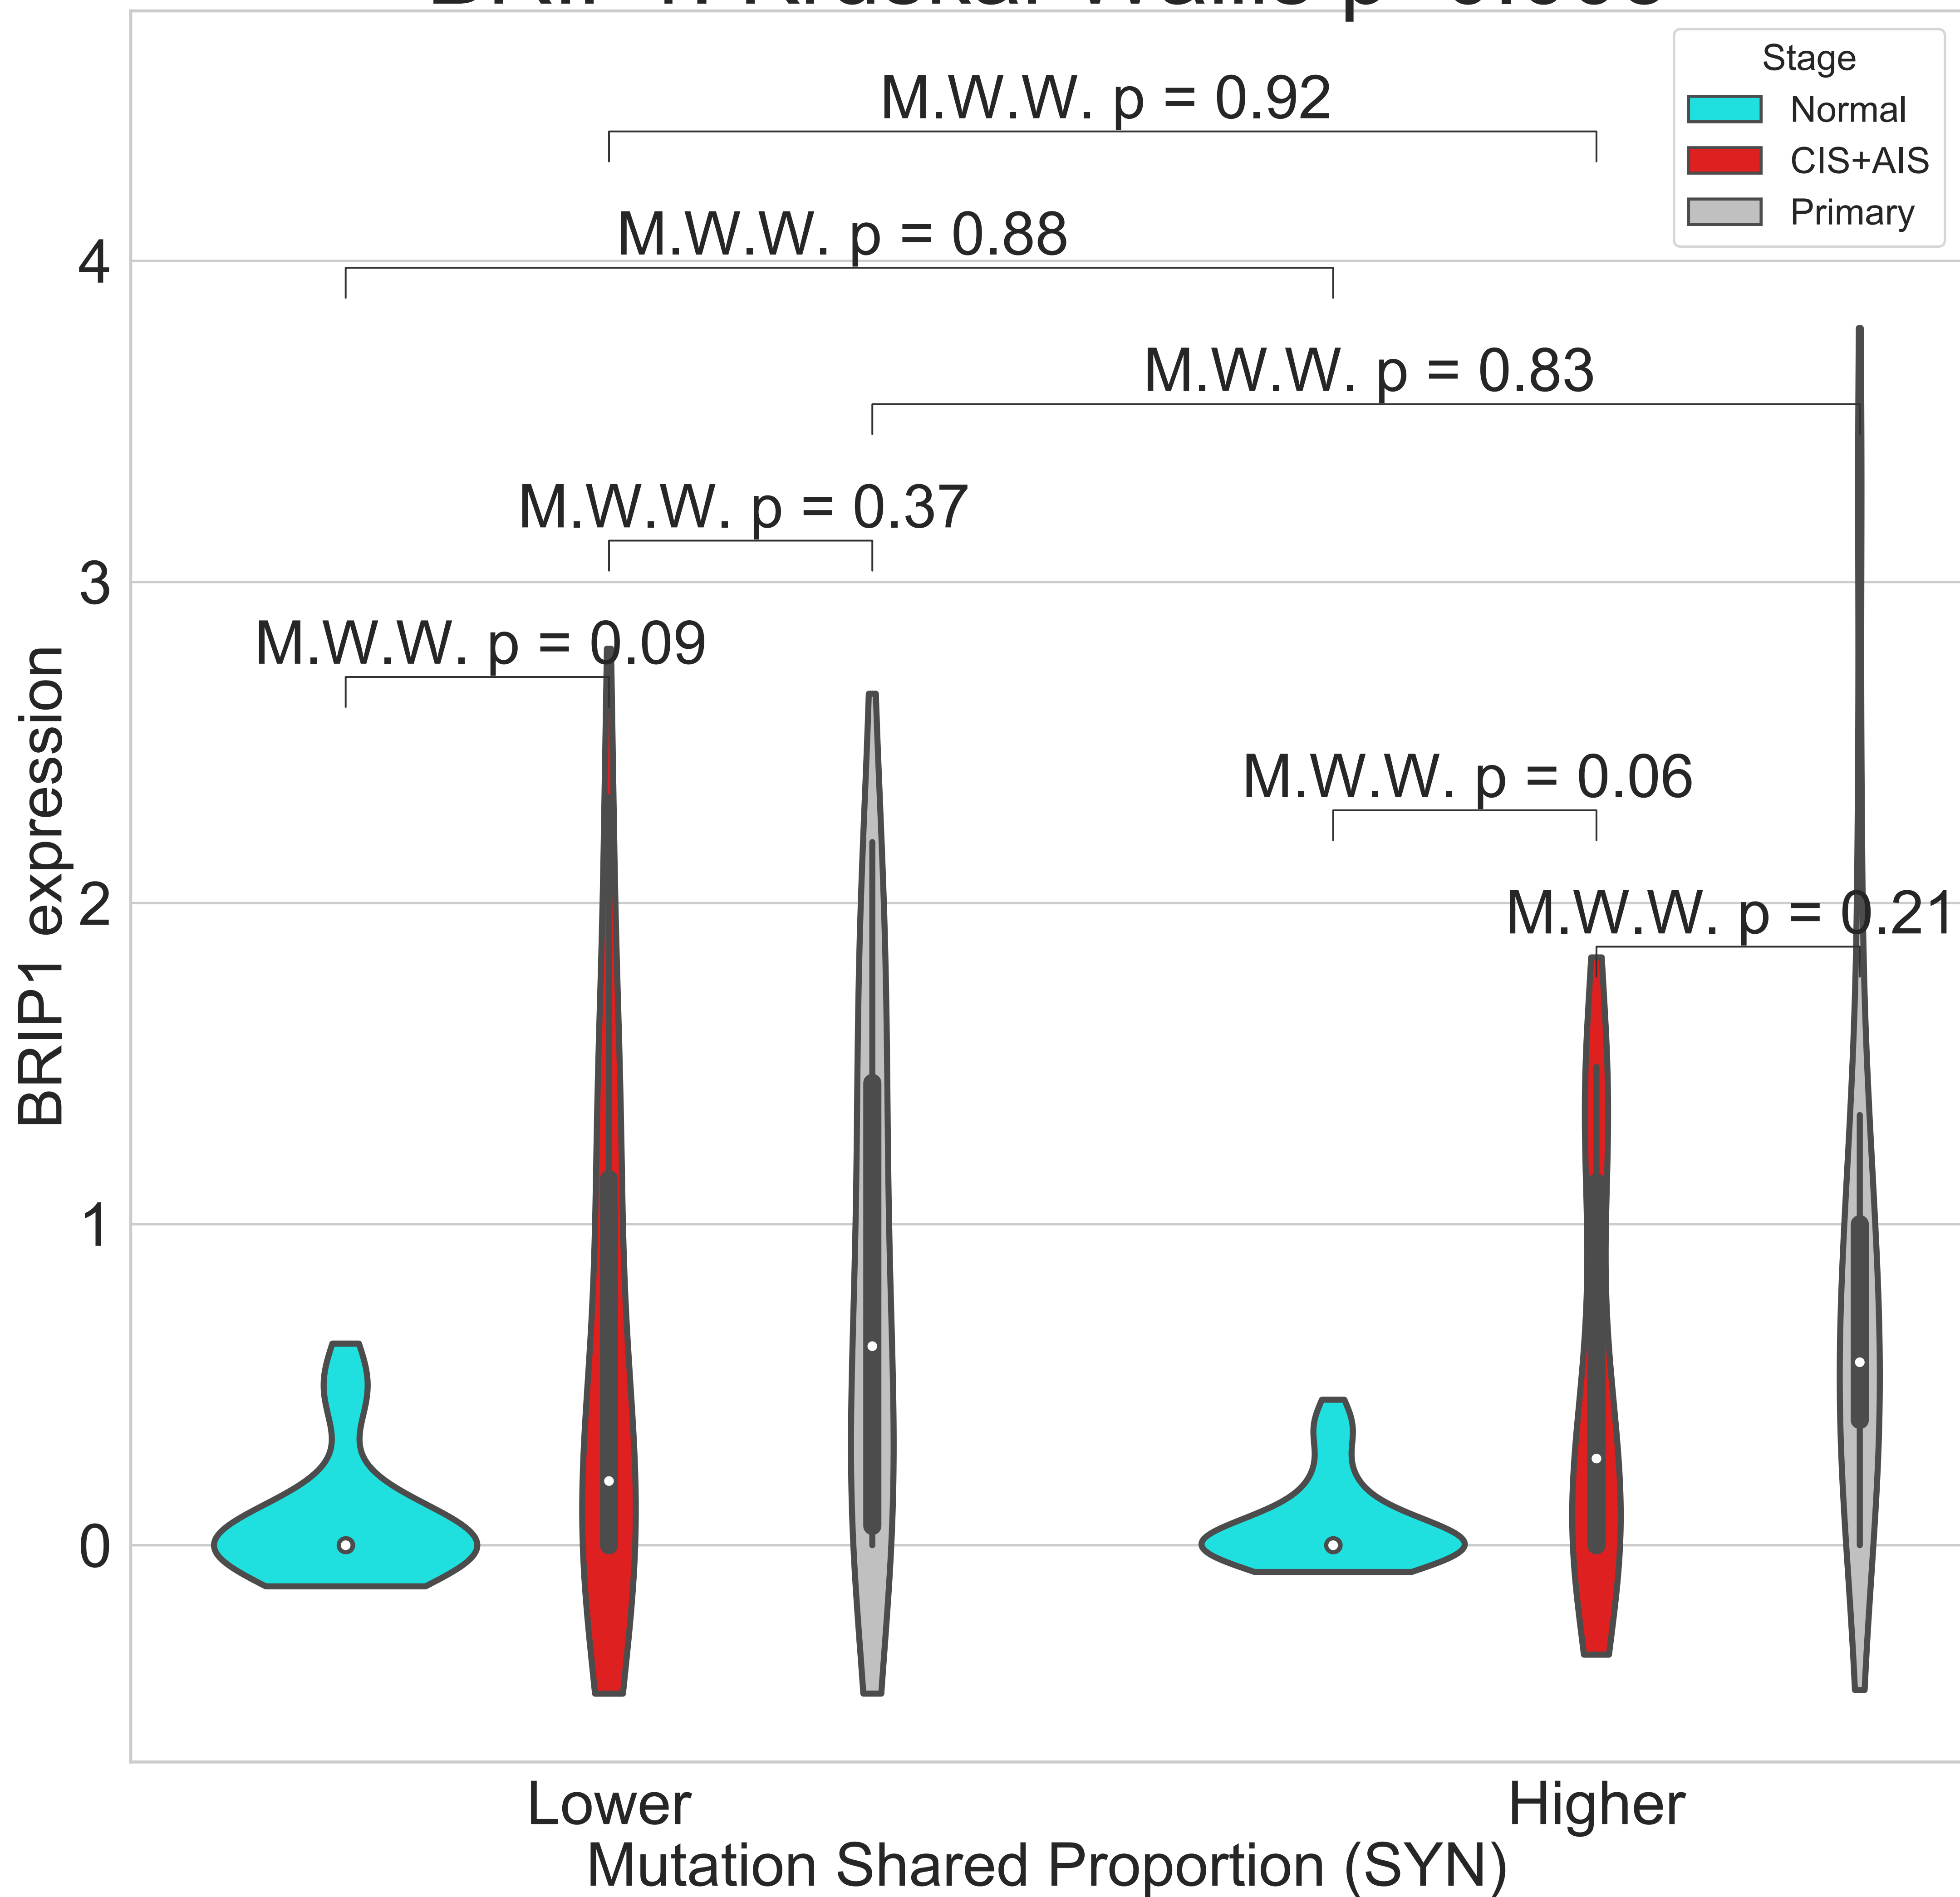 Stage
Normal
CIS+AIS
Primary
M.W.W. p = 0.92
M.W.W. p = 0.88
M.W.W. p = 0.83
M.W.W. p = 0.37
M.W.W. p = 0.09
M.W.W. p = 0.06
M.W.W. p = 0.21
4
3
2
1
0
BRIP1 expression
Lower
Higher
Mutation Shared Proportion (SYN)